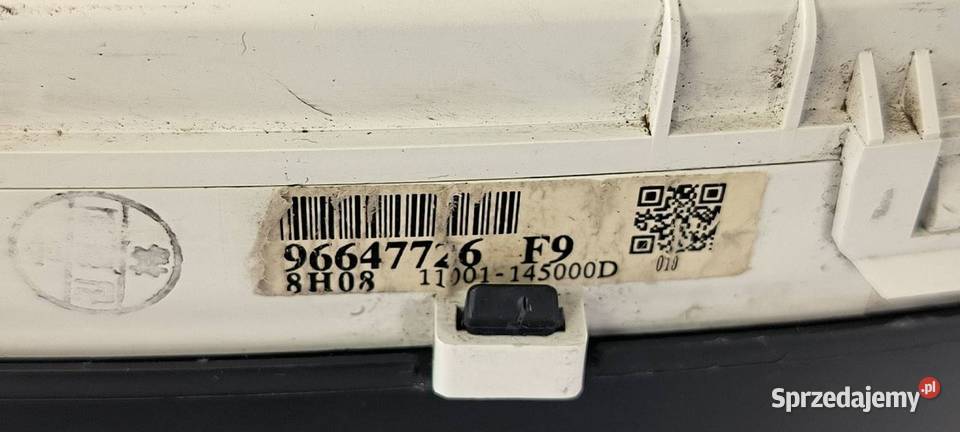 96647726 F9
8H08 11001-145000D
010
Sprzedajemy.pl